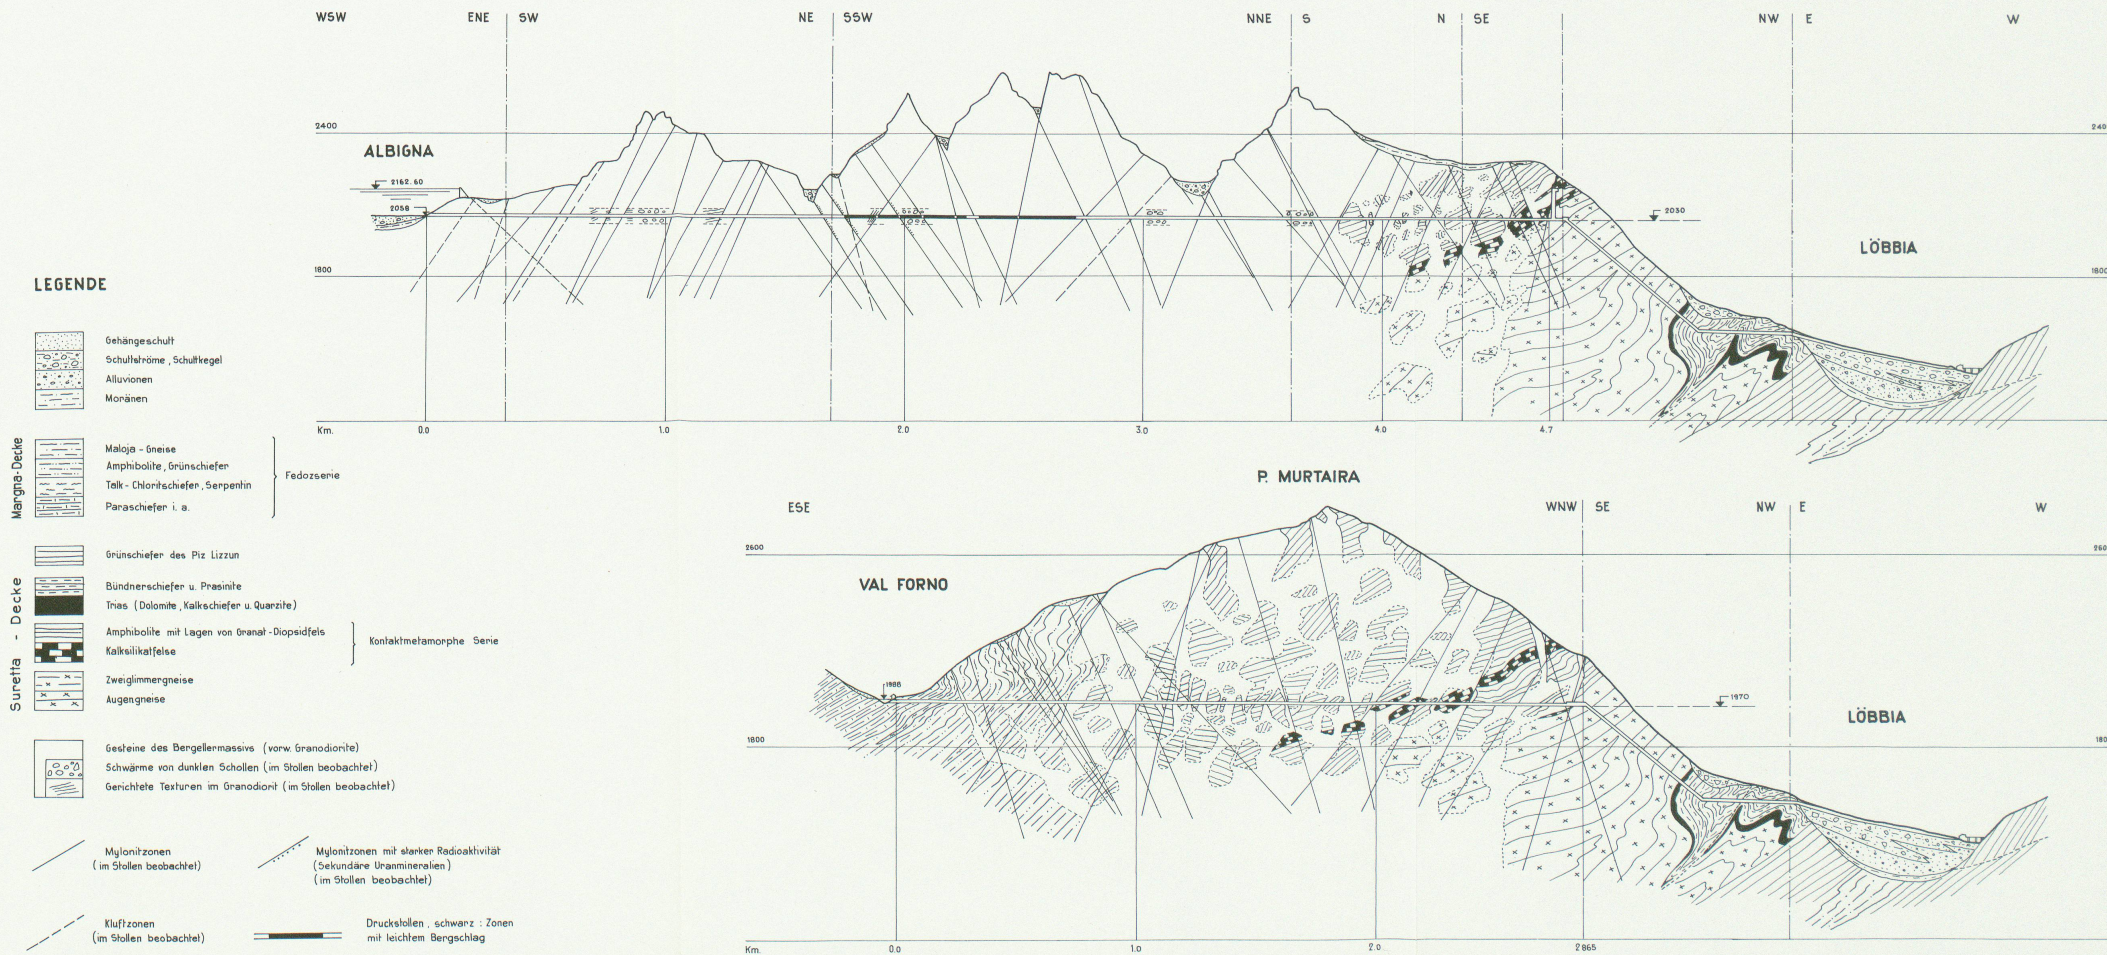 WSW ENE SW NE SSW NNE S N SE NW E W
2400 2400
ALBIGNA
2162.60
2058
2030
LÖBBIA
1800 1800
Km. 0.0 1.0 2.0 3.0 4.0 4.7
LEGENDE
Gehängeschutt
Schuttströme, Schuttkegel
Alluvionen
Moränen
Margna-Decke
Maloja - Gneise
Amphibolite, Grünschiefer
Talk - Chloritschiefer, Serpentin
Paraschiefer i. a.
Fedozserie
Suretta - Decke
Grünschiefer des Piz Lizzun
Bündnerschiefer u. Prasinite
Trias (Dolomite, Kalkschiefer u. Quarzite)
Amphibolite mit Lagen von Granat - Diopsidfels
Kalksilikatfelse
Kontaktmetamorphe Serie
Zweiglimmergneise
Augengneise
Gesteine des Bergellermassivs (vorw. Granodiorite)
Schwärme von dunklen Schollen (im Stollen beobachtet)
Gerichtete Texturen im Granodiorit (im Stollen beobachtet)
Mylonitzonen
(im Stollen beobachtet)
Mylonitzonen mit starker Radioaktivität
(Sekundäre Uranmineralien)
(im Stollen beobachtet)
Kluftzonen
(im Stollen beobachtet)
Druckstollen, schwarz : Zonen
mit leichtem Bergschlag
P. MURTAIRA
ESE WNW SE NW E W
2600 260
VAL FORNO
1988
1970
LÖBBIA
1800 180
Km. 0.0 1.0 2.0 2865